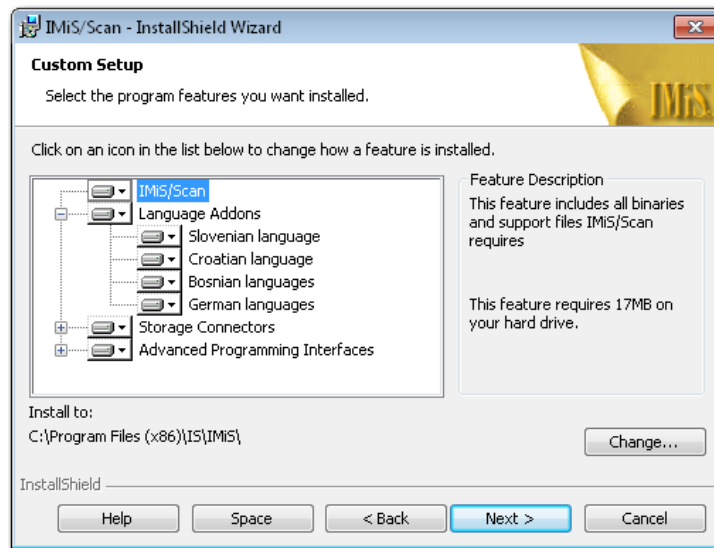 IMiS/Scan - InstallShield Wizard
Custom Setup
Select the program features you want installed.
IMiS
Click on an icon in the list below to change how a feature is installed.
IMiS/Scan
Language Addons
Slovenian language
Croatian language
Bosnian languages
German languages
Storage Connectors
Advanced Programming Interfaces
Feature Description
This feature includes all binaries
and support files IMiS/Scan
requires
This feature requires 17MB on
your hard drive.
Install to:
C:\Program Files (x86)\IS\IMiS\
Change...
InstallShield
Help Space < Back Next > Cancel